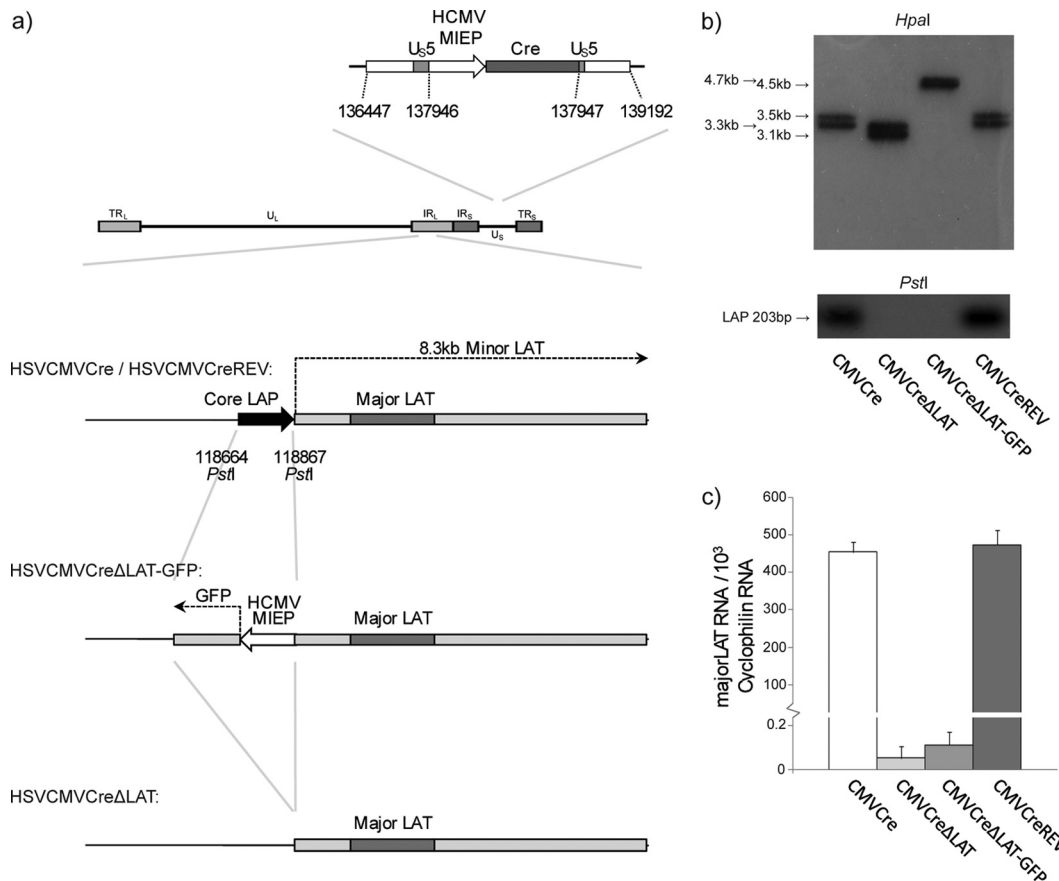 a)
HCMV
MIEP
US5
Cre
US5
136447
137946
137947
139192
TRL
UL
IRL
IRS
US
TRS
8.3kb Minor LAT
HSVCMVCre / HSVCMVCreREV:
Core LAP
Major LAT
118664
PstI
118867
PstI
HSVCMVCreΔLAT-GFP:
GFP
HCMV
MIEP
Major LAT
HSVCMVCreΔLAT:
Major LAT
b)
HpaI
4.7kb →
4.5kb →
3.5kb →
3.3kb →
3.1kb →
PstI
LAP 203bp →
CMVCre
CMVCreΔLAT
CMVCreΔLAT-GFP
CMVCreREV
c)
majorLAT RNA / 10³
Cyclophilin RNA
600
500
400
300
200
100
0.2
0
CMVCre
CMVCreΔLAT
CMVCreΔLAT-GFP
CMVCreREV